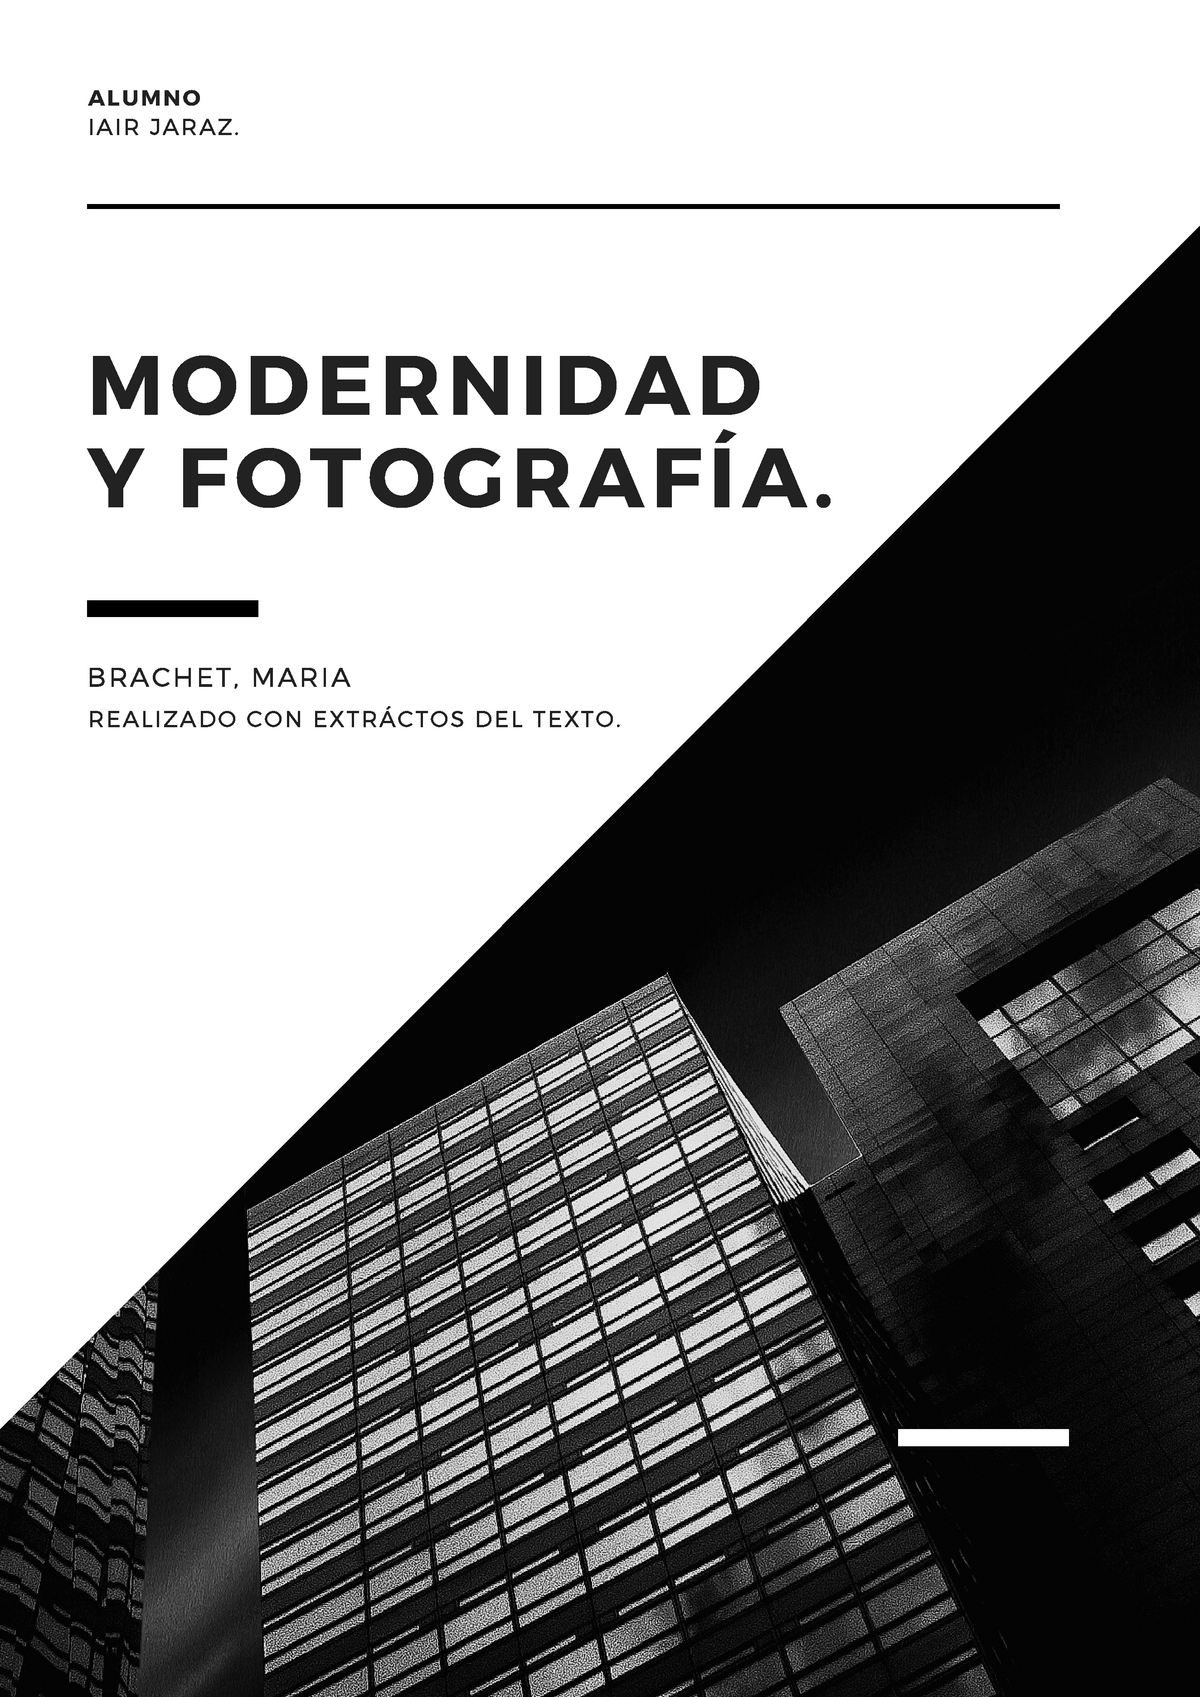 ALUMNO
IAIR JARAZ.
MODERNIDAD
Y FOTOGRAFÍA.
BRACHET, MARIA
REALIZADO CON EXTRÁCTOS DEL TEXTO.